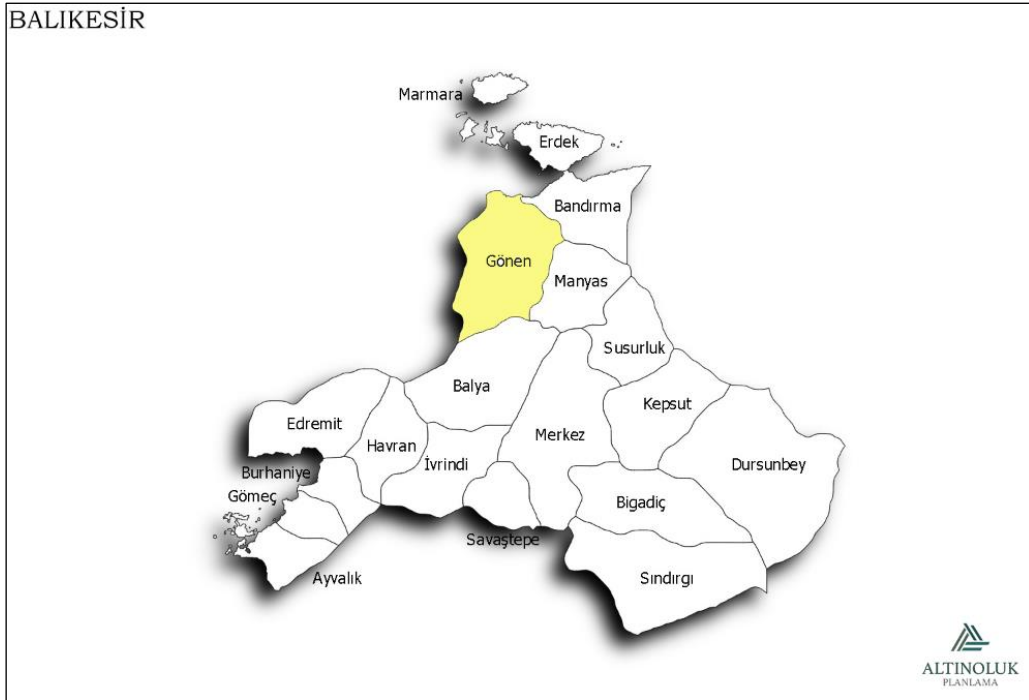 BALIKESİR
Marmara
Erdek
Bandırma
Gönen
Manyas
Susurluk
Balya
Kepsut
Edremit
Havran
Merkez
İvrindi
Dursunbey
Burhaniye
Gömeç
Bigadiç
Savaştepe
Ayvalık
Sındırgı
ALTINOLUK
PLANLAMA